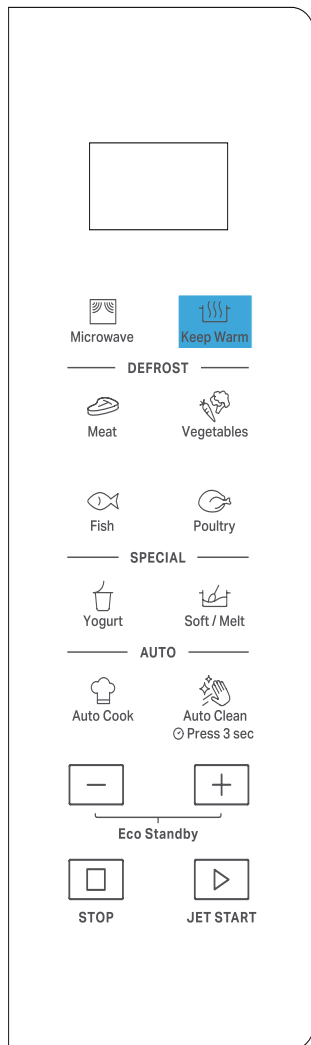 Microwave Keep Warm
DEFROST
Meat Vegetables
Fish Poultry
SPECIAL
Yogurt Soft / Melt
AUTO
Auto Cook Auto Clean
Press 3 sec
Eco Standby
STOP JET START